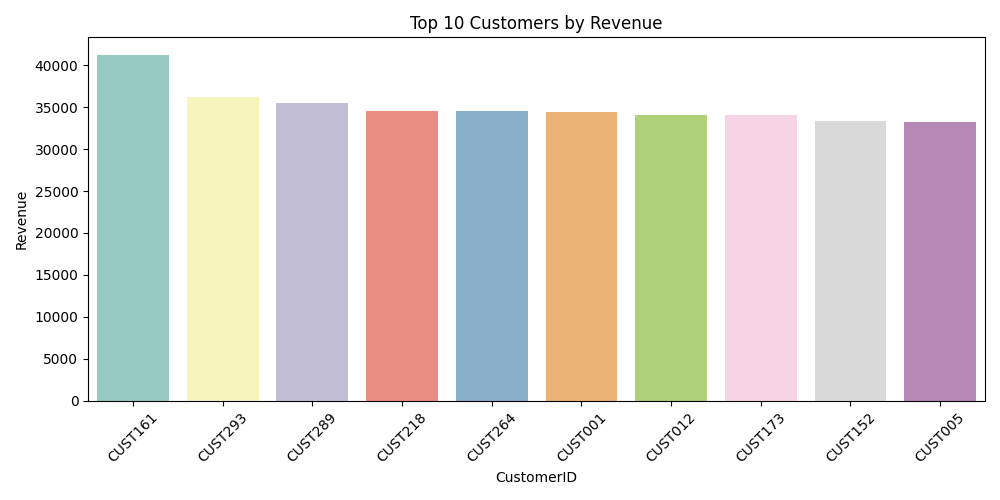 Top 10 Customers by Revenue
Revenue
40000
35000
30000
25000
20000
15000
10000
5000
0
CUST161 CUST293 CUST289 CUST218 CUST264 CUST001 CUST012 CUST173 CUST152 CUST005
CustomerID